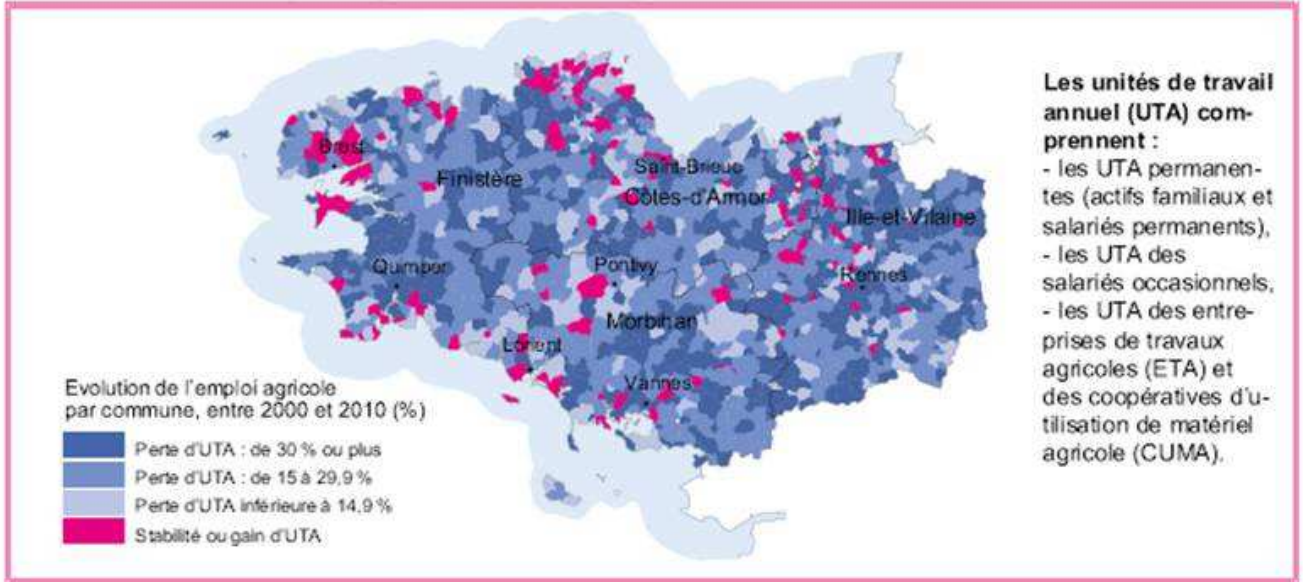 Brest
Finistère
Saint-Brieuc
Côtes-d'Armor
Ille-et-Vilaine
Quimper
Pontivy
Rennes
Morbihan
Lorient
Vannes
Evolution de l'emploi agricole
par commune, entre 2000 et 2010 (%)
Perte d'UTA : de 30 % ou plus
Perte d'UTA : de 15 à 29,9 %
Perte d'UTA inférieure à 14,9 %
Stabilité ou gain d'UTA
Les unités de travail
annuel (UTA) com-
prennent :
- les UTA permanen-
tes (actifs familiaux et
salariés permanents),
- les UTA des
salariés occasionnels,
- les UTA des entre-
prises de travaux
agricoles (ETA) et
des coopératives d'u-
tilisation de matériel
agricole (CUMA).